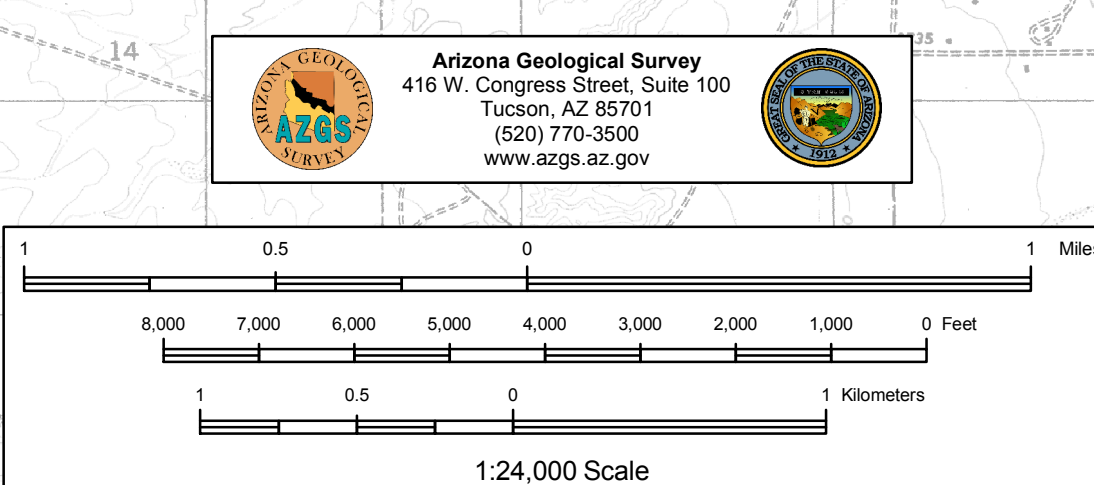 14
ARIZONA GEOLOGICAL SURVEY
AZGS
Arizona Geological Survey
416 W. Congress Street, Suite 100
Tucson, AZ 85701
(520) 770-3500
www.azgs.az.gov
GREAT SEAL OF THE STATE OF ARIZONA
1912
1 0.5 0 1 Miles
8,000 7,000 6,000 5,000 4,000 3,000 2,000 1,000 0 Feet
1 0.5 0 1 Kilometers
1:24,000 Scale